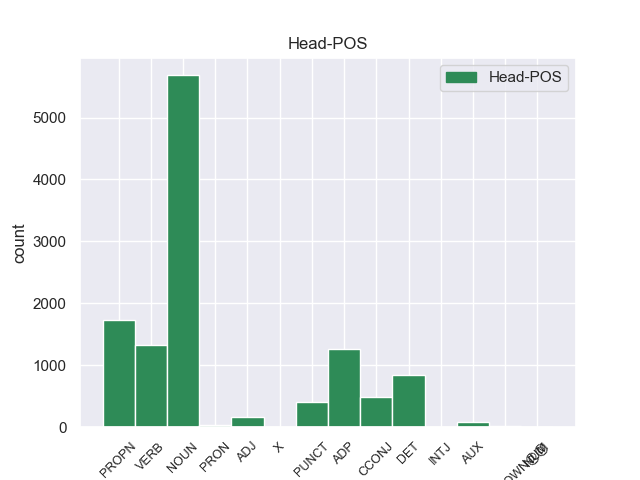 Head-POS
Head-POS
count
5000
4000
3000
2000
1000
0
PROPN
VERB
NOUN
PRON
ADJ
X
PUNCT
ADP
CCONJ
DET
INTJ
AUX